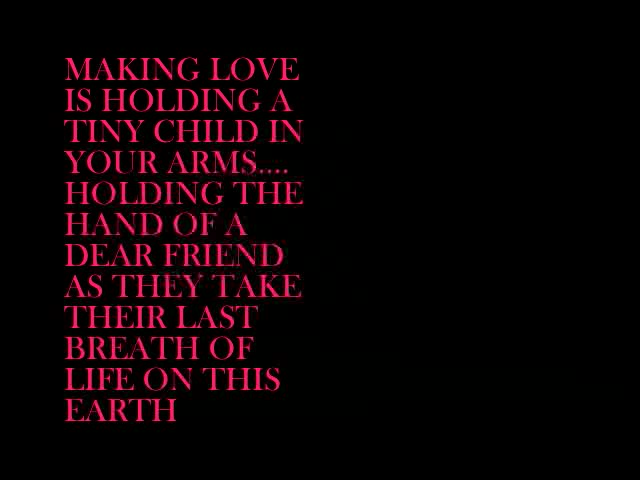 MAKING LOVE
IS HOLDING A
TINY CHILD IN
YOUR ARMS....
HOLDING THE
HAND OF A
DEAR FRIEND
AS THEY TAKE
THEIR LAST
BREATH OF
LIFE ON THIS
EARTH